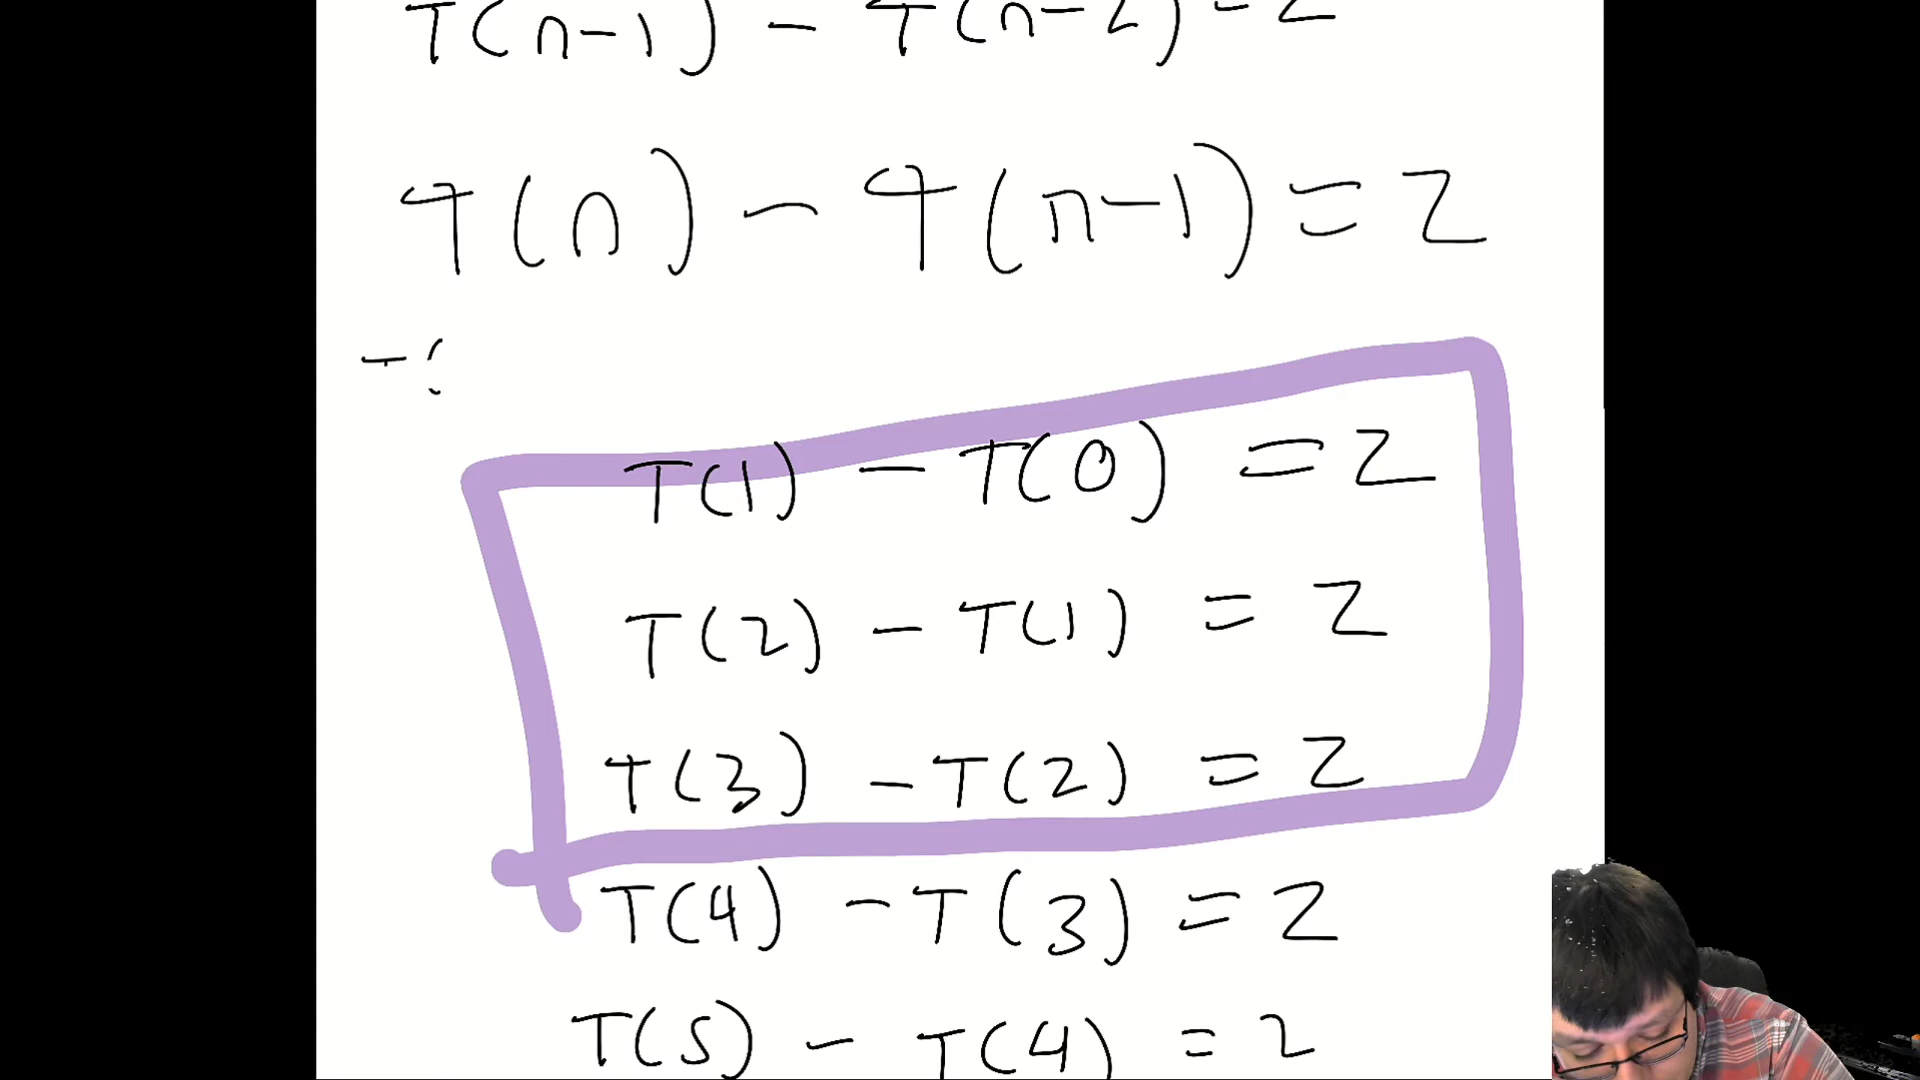 T(n-1) - T(n-2) = 2
T(n) - T(n-1) = 2
T(1) - T(0) = 2
T(2) - T(1) = 2
T(3) - T(2) = 2
T(4) - T(3) = 2
T(5) - T(4) = 2